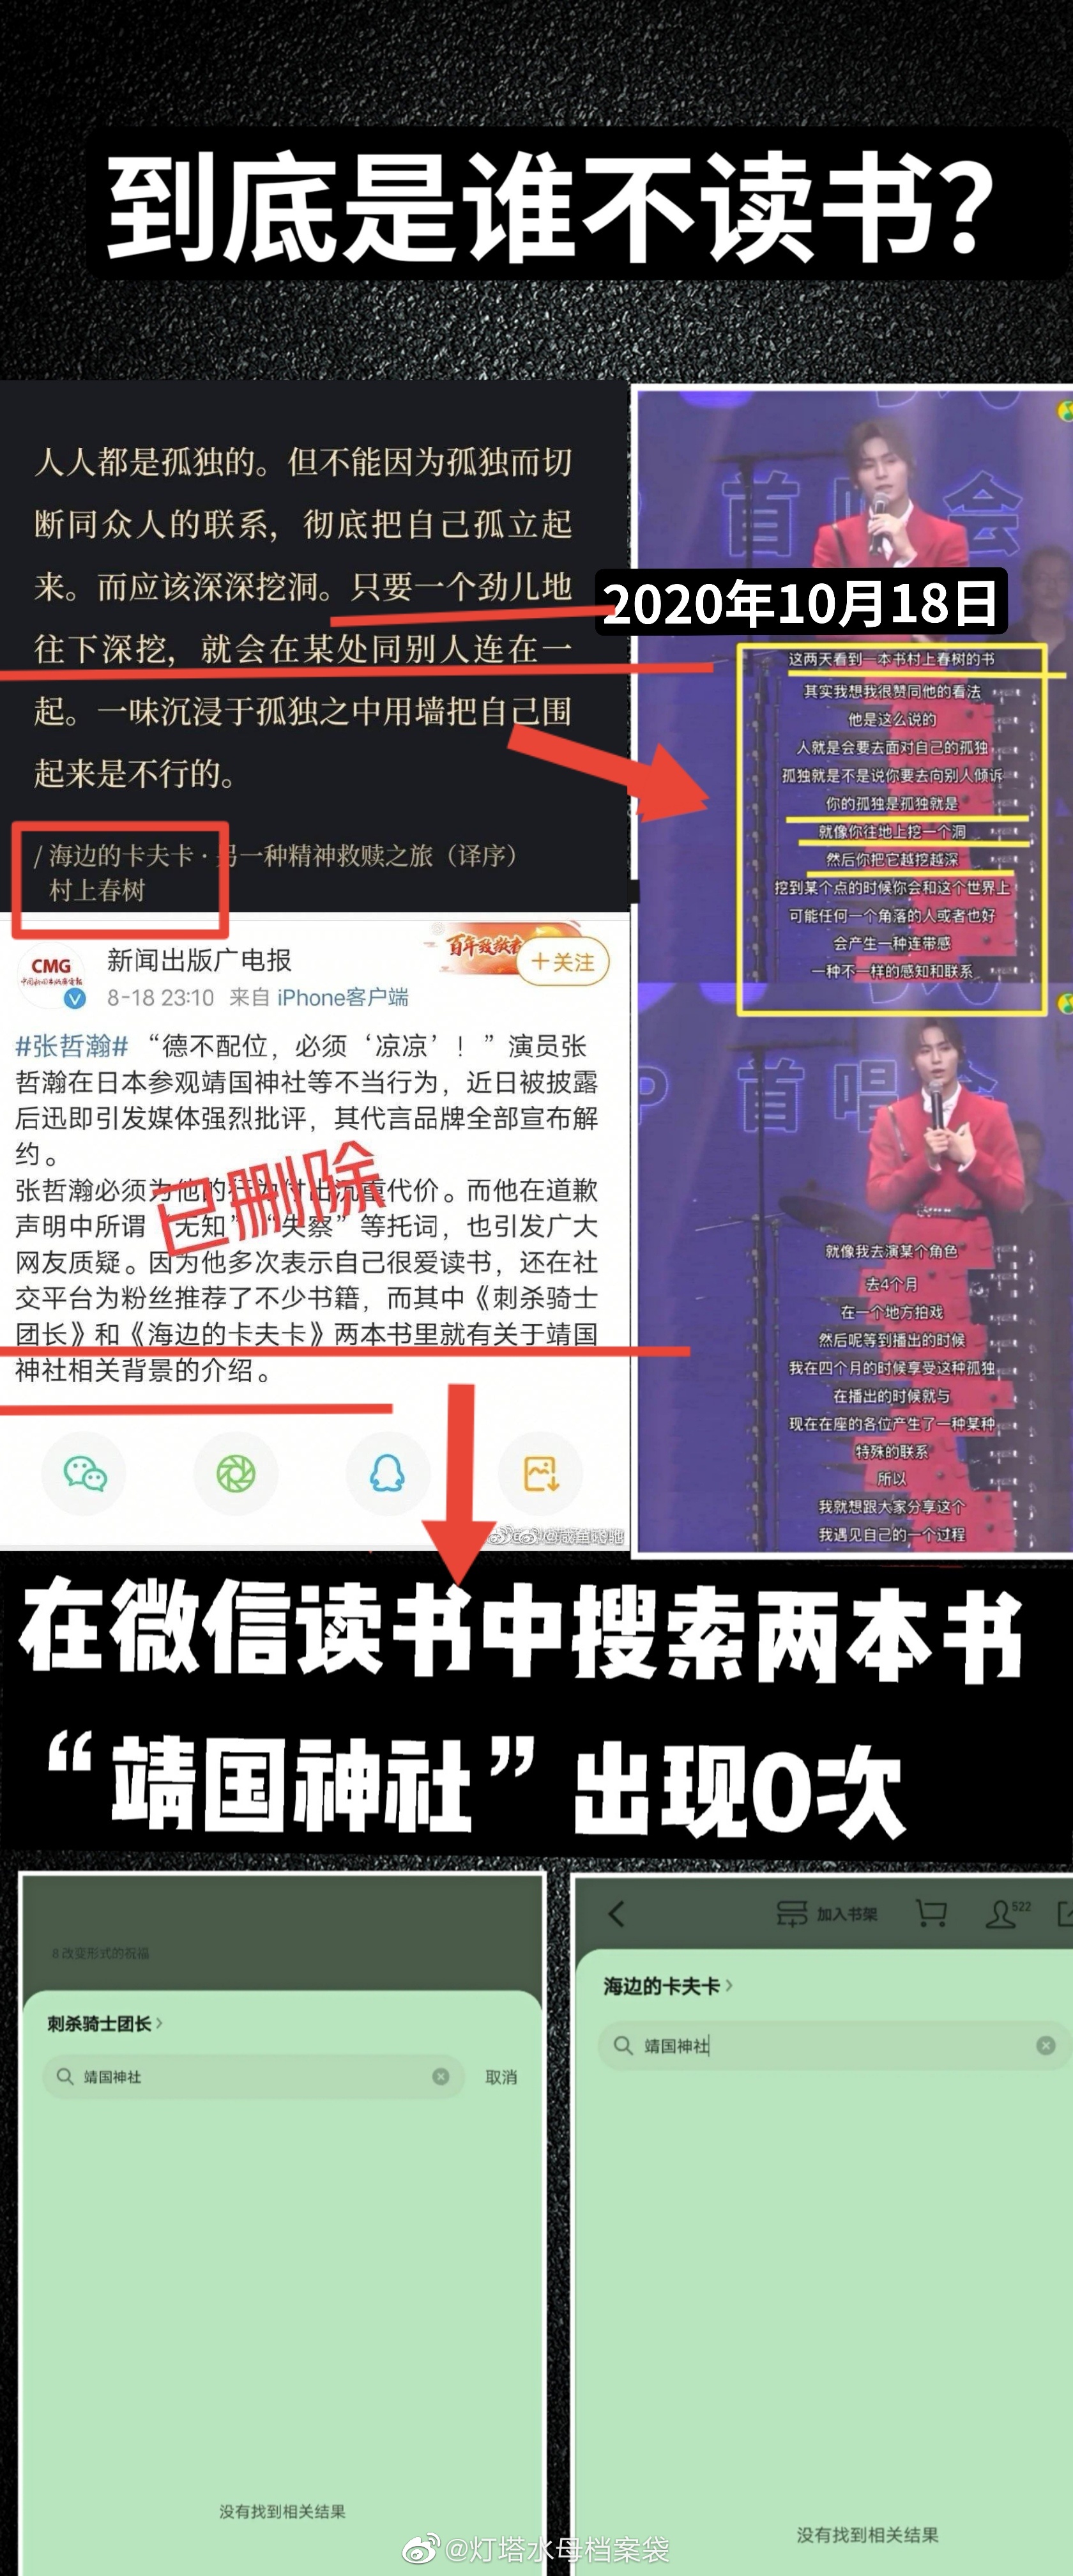 到底是谁不读书？
人人都是孤独的。但不能因为孤独而切
断同众人的联系，彻底把自己孤立起
来。而应该深深挖洞。只要一个劲儿地
往下深挖，就会在某处同别人连在一
起。一味沉浸于孤独之中用墙把自己围
起来是不行的。
/ 海边的卡夫卡 · 另一种精神救赎之旅（译序）
村上春树
首唱会
2020年10月18日
这两天看到一本书村上春树的书
其实我想我很赞同他的看法
他是这么说的
人就是会要去面对自己的孤独
孤独就是不是说你要去向别人倾诉
你的孤独是孤独就是
就像你往地上挖一个洞
然后你把它越挖越深
挖到某个点的时候你会和这个世界上
可能任何一个角落的人或者也好
会产生一种连带感
一种不一样的感知和联系
P 首唱会
就像我去演某个角色
去4个月
在一个地方拍戏
然后呢等到播出的时候
我在四个月的时候享受这种孤独
在播出的时候就与
现在在座的各位产生了一种某种
特殊的联系
所以
我就想跟大家分享这个
我遇见自己的一个过程
CMG
新闻出版广电报
＋关注
8-18 23:10 来自 iPhone客户端
#张哲瀚# “德不配位，必须‘凉凉’！”演员张
哲瀚在日本参观靖国神社等不当行为，近日被披露
后迅即引发媒体强烈批评，其代言品牌全部宣布解
约。
张哲瀚必须为他的行为付出沉重代价。而他在道歉
声明中所谓“无知”“失察”等托词，也引发广大
网友质疑。因为他多次表示自己很爱读书，还在社
交平台为粉丝推荐了不少书籍，而其中《刺杀骑士
团长》和《海边的卡夫卡》两本书里就有关于靖国
神社相关背景的介绍。
已删除
在微信读书中搜索两本书
“靖国神社”出现0次
8 改变形式的祝福
刺杀骑士团长
靖国神社
取消
没有找到相关结果
加入书架
522
海边的卡夫卡
靖国神社
没有找到相关结果
@灯塔水母档案袋